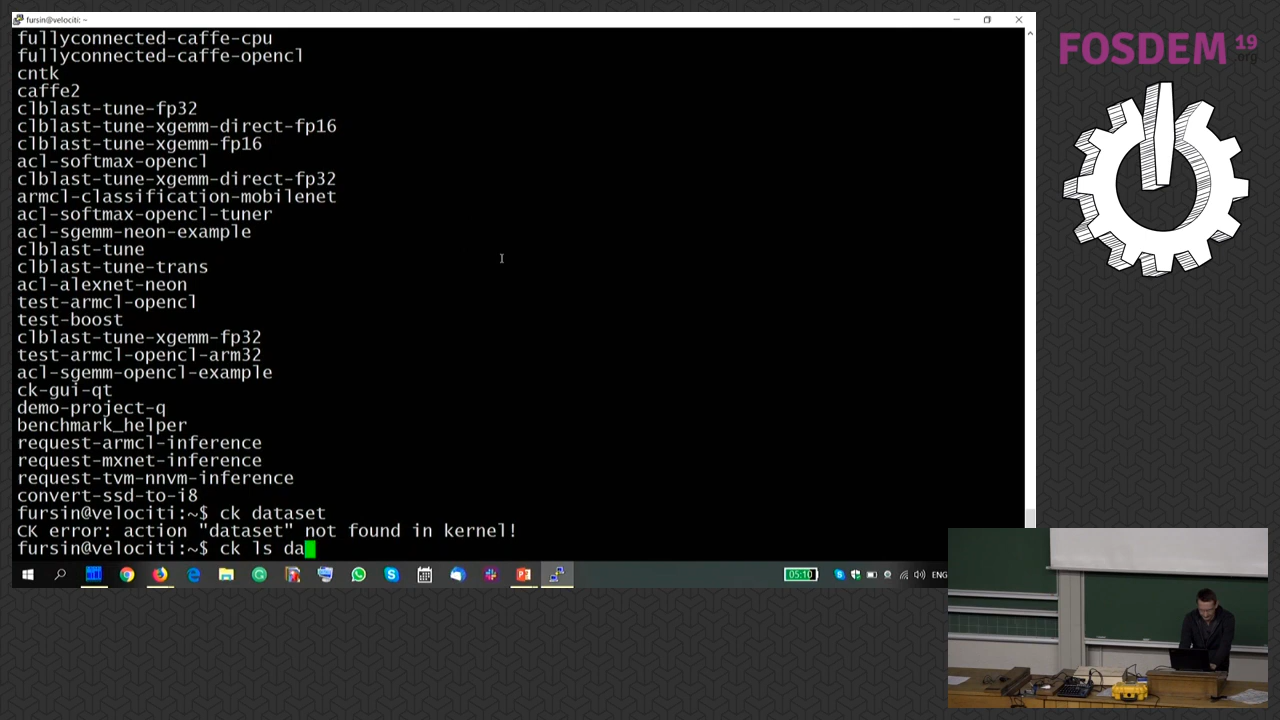 fursin@velociti: ~
fullyconnected-caffe-cpu
fullyconnected-caffe-opencl
cntk
caffe2
clblast-tune-fp32
clblast-tune-xgemm-direct-fp16
clblast-tune-xgemm-fp16
acl-softmax-opencl
clblast-tune-xgemm-direct-fp32
armcl-classification-mobilenet
acl-softmax-opencl-tuner
acl-sgemm-neon-example
clblast-tune
clblast-tune-trans
acl-alexnet-neon
test-armcl-opencl
test-boost
clblast-tune-xgemm-fp32
test-armcl-opencl-arm32
acl-sgemm-opencl-example
ck-gui-qt
demo-project-q
benchmark_helper
request-armcl-inference
request-mxnet-inference
request-tvm-nnvm-inference
convert-ssd-to-i8
fursin@velociti:~$ ck dataset
CK error: action "dataset" not found in kernel!
fursin@velociti:~$ ck ls da
05:10
ENG
FOSDEM 19
.org